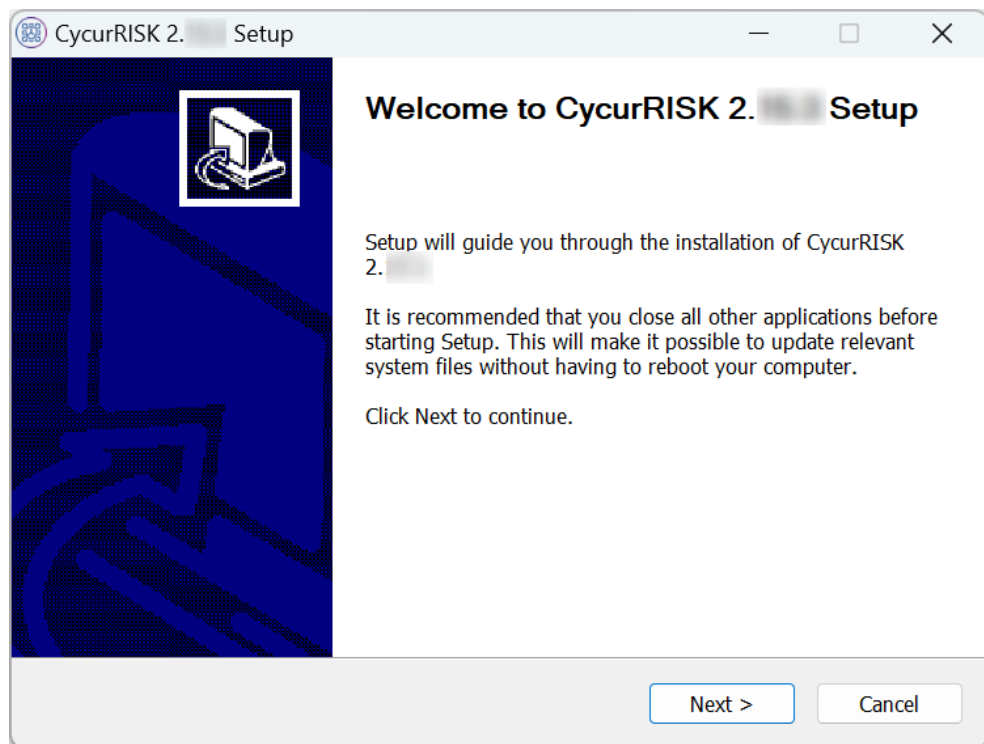 CycurRISK 2. Setup
Welcome to CycurRISK 2. Setup
Setup will guide you through the installation of CycurRISK
2.
It is recommended that you close all other applications before
starting Setup. This will make it possible to update relevant
system files without having to reboot your computer.
Click Next to continue.
Next >
Cancel